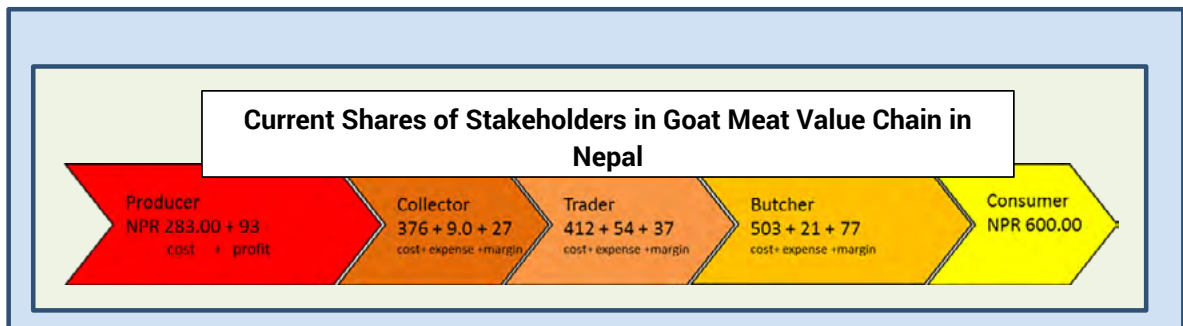 Current Shares of Stakeholders in Goat Meat Value Chain in
Nepal
Producer
NPR 283.00 + 93
cost + profit
Collector
376 + 9.0 + 27
cost+ expense +margin
Trader
412 + 54 + 37
cost+ expense +margin
Butcher
503 + 21 + 77
cost+ expense +margin
Consumer
NPR 600.00